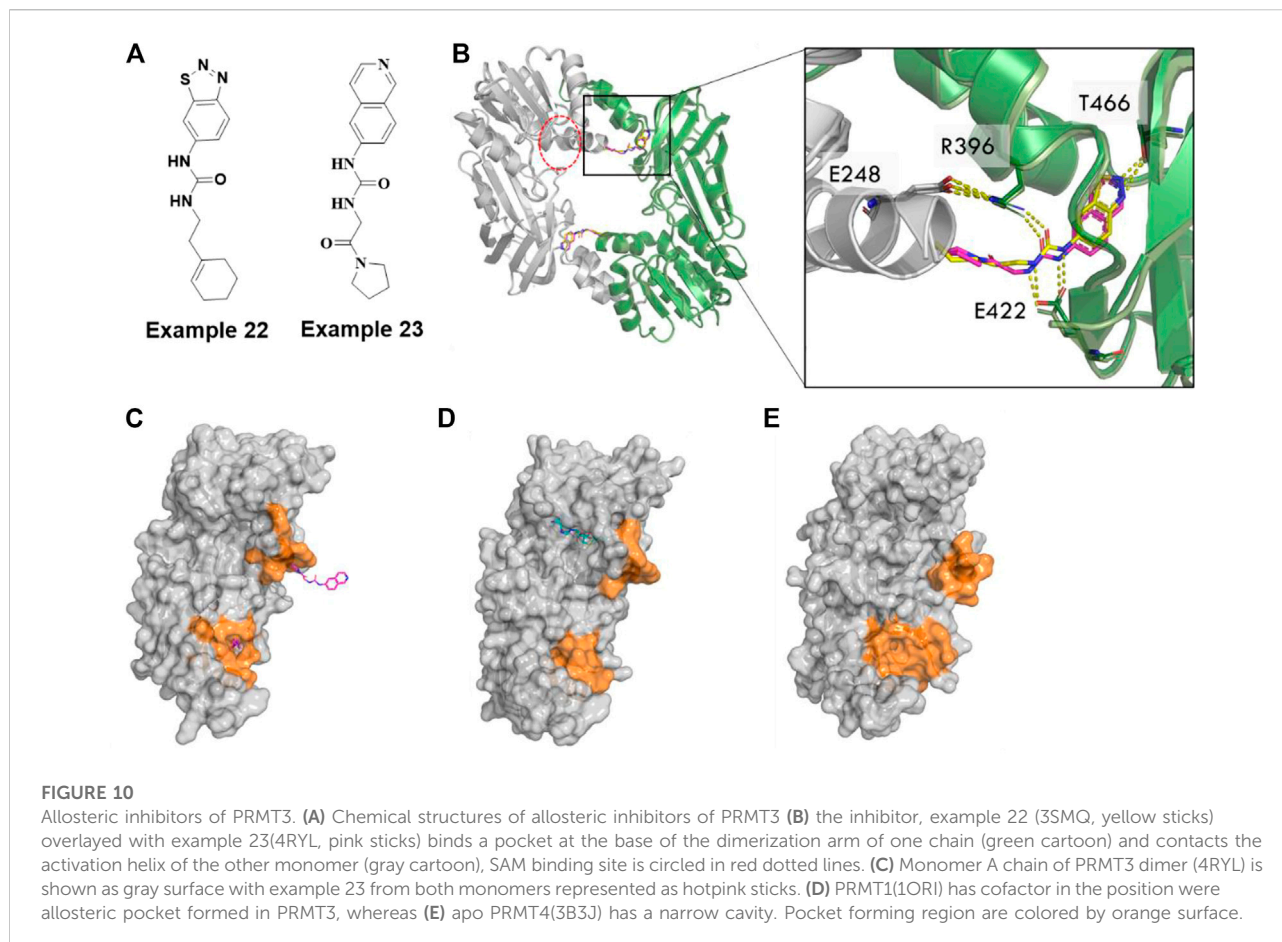 A
B
N
N
S
HN
O
HN
Example 22
N
HN
O
HN
O
N
Example 23
E248
R396
T466
E422
C
D
E
FIGURE 10
Allosteric inhibitors of PRMT3. (A) Chemical structures of allosteric inhibitors of PRMT3 (B) the inhibitor, example 22 (3SMQ, yellow sticks)
overlayed with example 23(4RYL, pink sticks) binds a pocket at the base of the dimerization arm of one chain (green cartoon) and contacts the
activation helix of the other monomer (gray cartoon), SAM binding site is circled in red dotted lines. (C) Monomer A chain of PRMT3 dimer (4RYL) is
shown as gray surface with example 23 from both monomers represented as hotpink sticks. (D) PRMT1(1ORI) has cofactor in the position were
allosteric pocket formed in PRMT3, whereas (E) apo PRMT4(3B3J) has a narrow cavity. Pocket forming region are colored by orange surface.